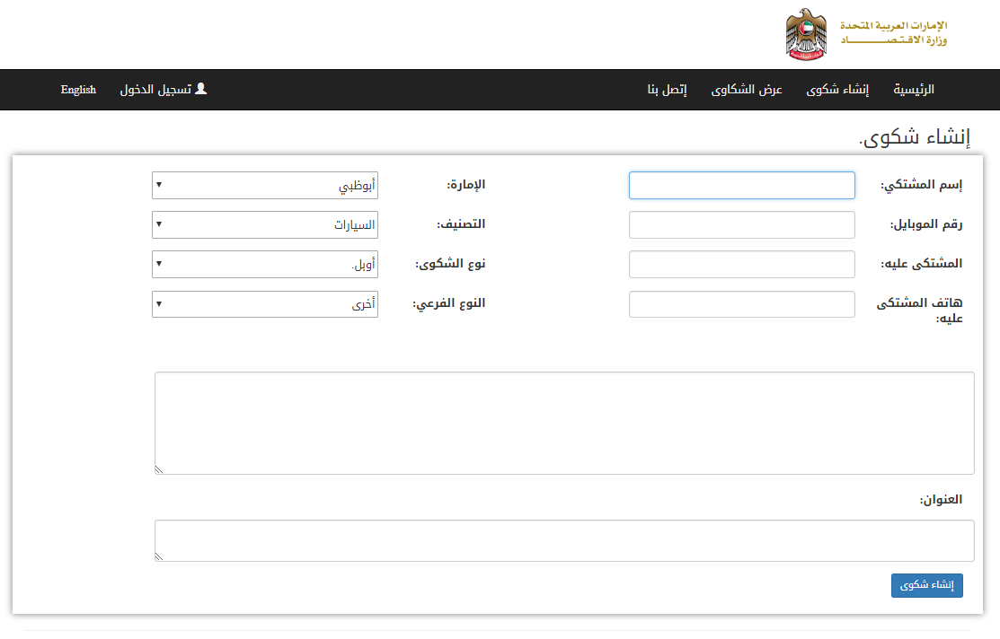 الإمارات العربية المتحدة
وزارة الاقـتـصـــــــــاد
الرئيسية
إنشاء شكوى
عرض الشكاوى
إتصل بنا
تسجيل الدخول
English
إنشاء شكوى.
إسم المشتكي:
الإمارة:
أبوظبي
رقم الموبايل:
التصنيف:
السيارات
المشتكى عليه:
نوع الشكوى:
أوبل.
هاتف المشتكى
عليه:
النوع الفرعي:
أخرى
العنوان:
إنشاء شكوى